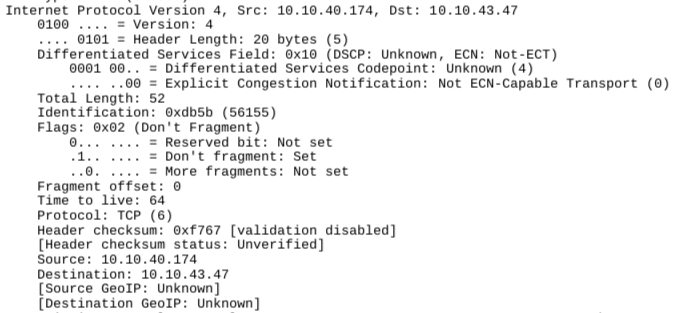 Internet Protocol Version 4, Src: 10.10.40.174, Dst: 10.10.43.47
0100 .... = Version: 4
.... 0101 = Header Length: 20 bytes (5)
Differentiated Services Field: 0x10 (DSCP: Unknown, ECN: Not-ECT)
0001 00.. = Differentiated Services Codepoint: Unknown (4)
.... ..00 = Explicit Congestion Notification: Not ECN-Capable Transport (0)
Total Length: 52
Identification: 0xdb5b (56155)
Flags: 0x02 (Don't Fragment)
0... .... = Reserved bit: Not set
.1.. .... = Don't fragment: Set
..0. .... = More fragments: Not set
Fragment offset: 0
Time to live: 64
Protocol: TCP (6)
Header checksum: 0xf767 [validation disabled]
[Header checksum status: Unverified]
Source: 10.10.40.174
Destination: 10.10.43.47
[Source GeoIP: Unknown]
[Destination GeoIP: Unknown]